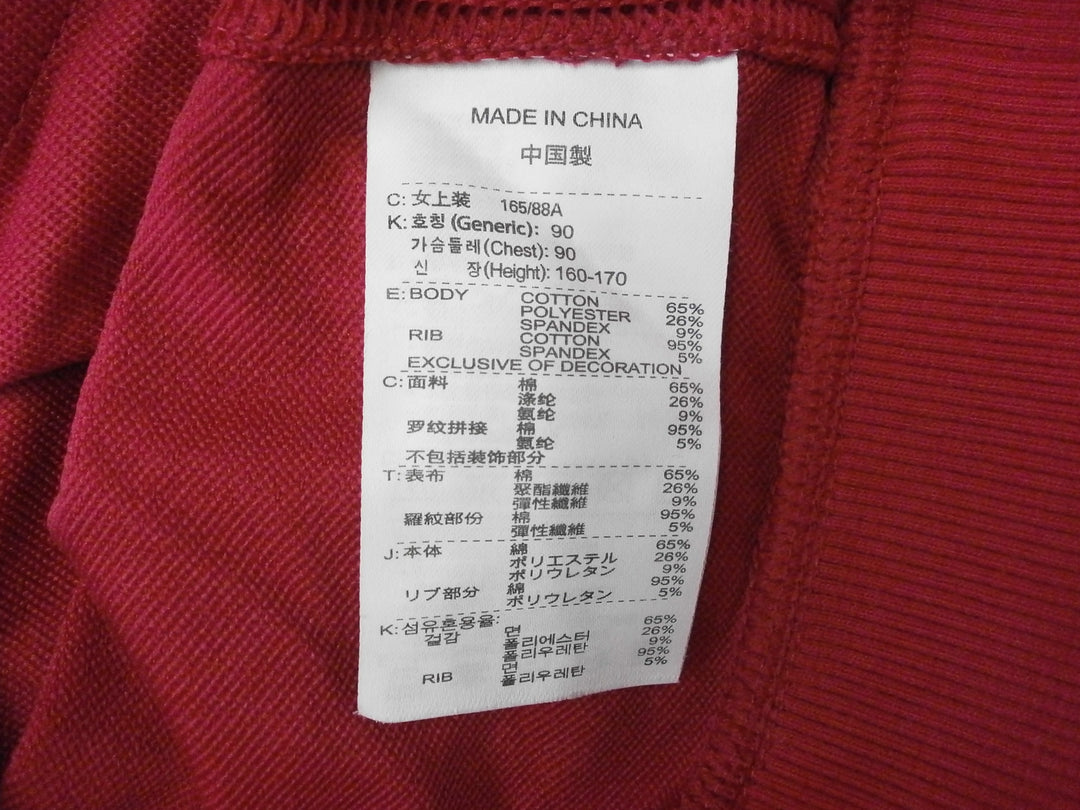 MADE IN CHINA
中国製
C: 女上装 165/88A
K: 호칭 (Generic): 90
가슴둘레(Chest): 90
신 장(Height): 160-170
E: BODY COTTON 65%
POLYESTER 26%
SPANDEX 9%
RIB COTTON 95%
SPANDEX 5%
EXCLUSIVE OF DECORATION
C: 面料 棉 65%
涤纶 26%
氨纶 9%
罗纹拼接 棉 95%
氨纶 5%
不包括装饰部分
T: 表布 棉 65%
聚酯纖維 26%
彈性纖維 9%
羅紋部份 棉 95%
彈性纖維 5%
J: 本体 綿 65%
ポリエステル 26%
ポリウレタン 9%
リブ部分 綿 95%
ポリウレタン 5%
K: 섬유혼용율:
겉감 면 65%
폴리에스터 26%
폴리우레탄 9%
RIB 면 95%
폴리우레탄 5%